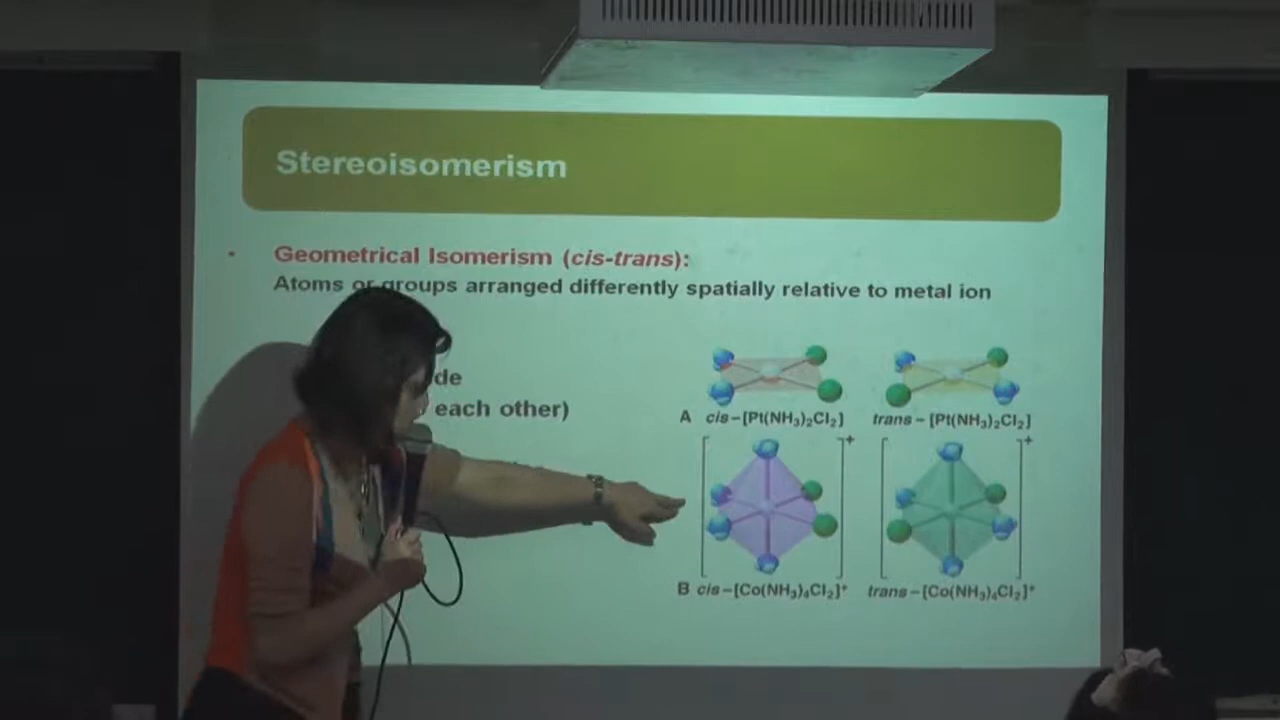 Stereoisomerism
• Geometrical Isomerism (cis-trans):
Atoms or groups arranged differently spatially relative to metal ion
de
each other)
A cis–[Pt(NH₃)₂Cl₂] trans–[Pt(NH₃)₂Cl₂]
+ +
B cis–[Co(NH₃)₄Cl₂]⁺ trans–[Co(NH₃)₄Cl₂]⁺